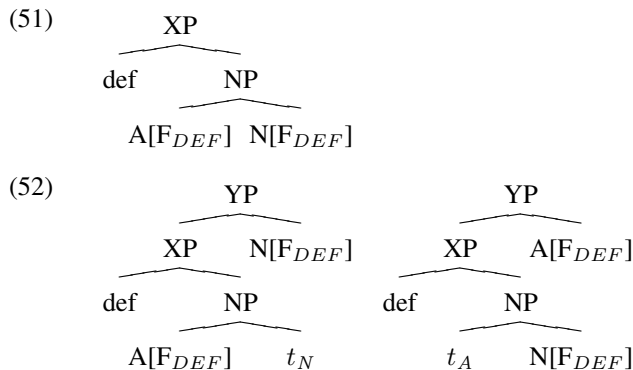 (51) XP
def NP
A[F_DEF] N[F_DEF]
(52) YP YP
XP N[F_DEF] XP A[F_DEF]
def NP def NP
A[F_DEF] t_N t_A N[F_DEF]